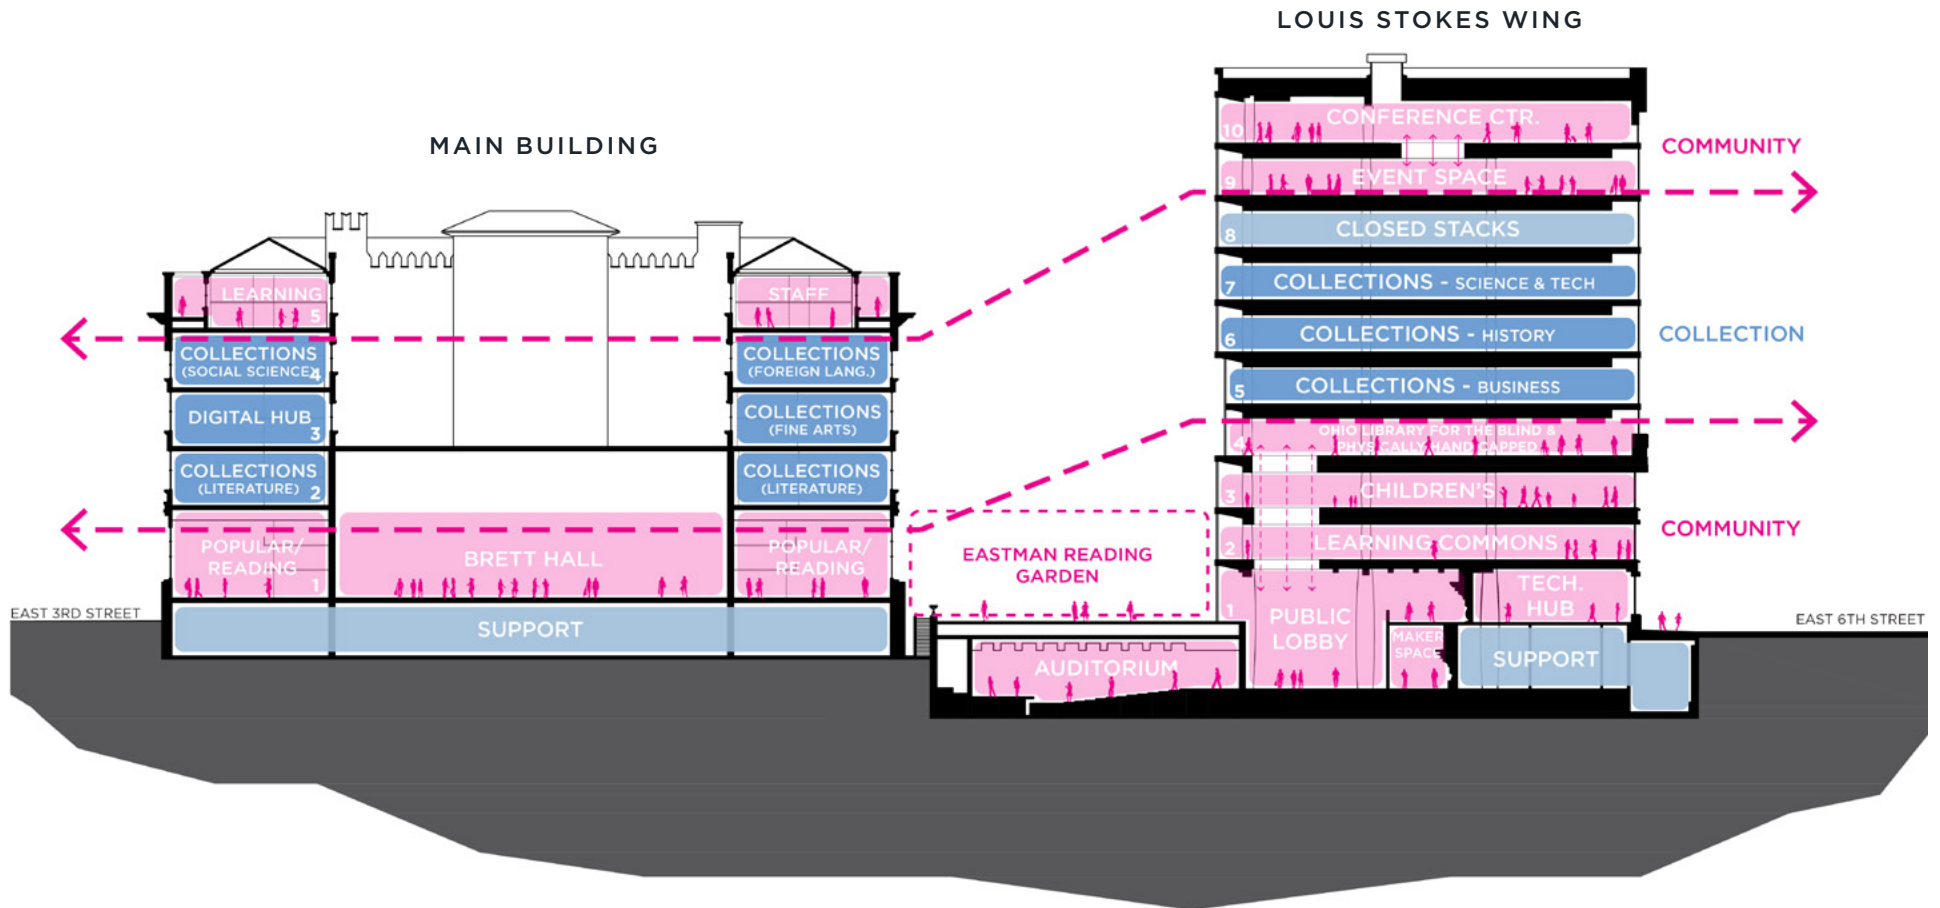 LOUIS STOKES WING
MAIN BUILDING
10
CONFERENCE CTR.
COMMUNITY
9
EVENT SPACE
8
CLOSED STACKS
7
COLLECTIONS - SCIENCE & TECH
6
COLLECTIONS - HISTORY
COLLECTION
5
COLLECTIONS - BUSINESS
4
OHIO LIBRARY FOR THE BLIND &
PHYSICALLY HANDICAPPED
3
CHILDREN'S
COMMUNITY
2
LEARNING COMMONS
1
PUBLIC
LOBBY
TECH.
HUB
MAKER
SPACE
SUPPORT
EAST 6TH STREET
LEARNING
5
STAFF
COLLECTIONS
(SOCIAL SCIENCE)
4
COLLECTIONS
(FOREIGN LANG.)
DIGITAL HUB
3
COLLECTIONS
(FINE ARTS)
COLLECTIONS
(LITERATURE)
2
COLLECTIONS
(LITERATURE)
POPULAR/
READING
1
BRETT HALL
POPULAR/
READING
EASTMAN READING
GARDEN
EAST 3RD STREET
SUPPORT
AUDITORIUM